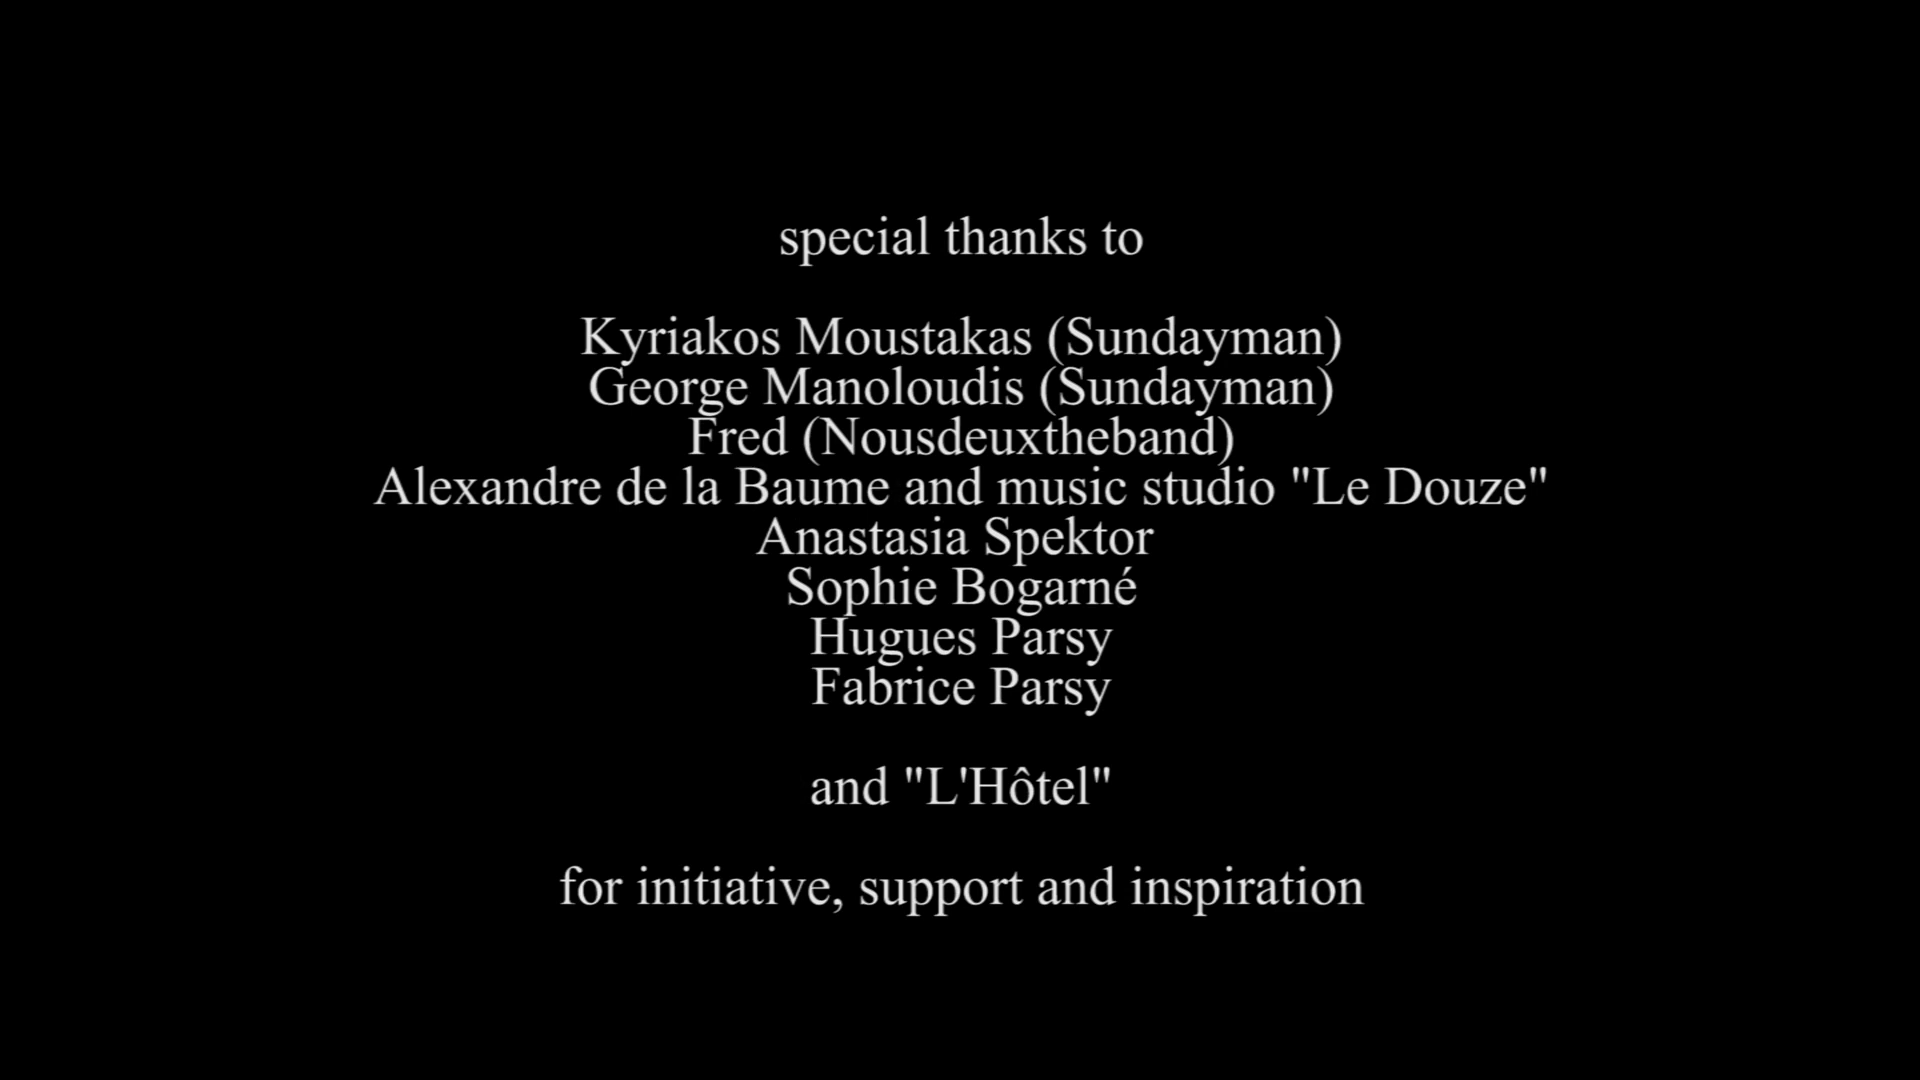 special thanks to
Kyriakos Moustakas (Sundayman)
George Manoloudis (Sundayman)
Fred (Nousdeuxtheband)
Alexandre de la Baume and music studio "Le Douze"
Anastasia Spektor
Sophie Bogarné
Hugues Parsy
Fabrice Parsy
and "L'Hôtel"
for initiative, support and inspiration